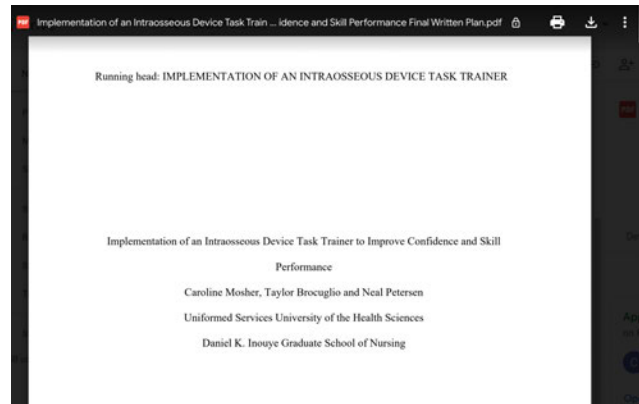 PDF
Implementation of an Intraosseous Device Task Train ... idence and Skill Performance Final Written Plan.pdf
Running head: IMPLEMENTATION OF AN INTRAOSSEOUS DEVICE TASK TRAINER
Implementation of an Intraosseous Device Task Trainer to Improve Confidence and Skill
Performance
Caroline Mosher, Taylor Brocuglio and Neal Petersen
Uniformed Services University of the Health Sciences
Daniel K. Inouye Graduate School of Nursing